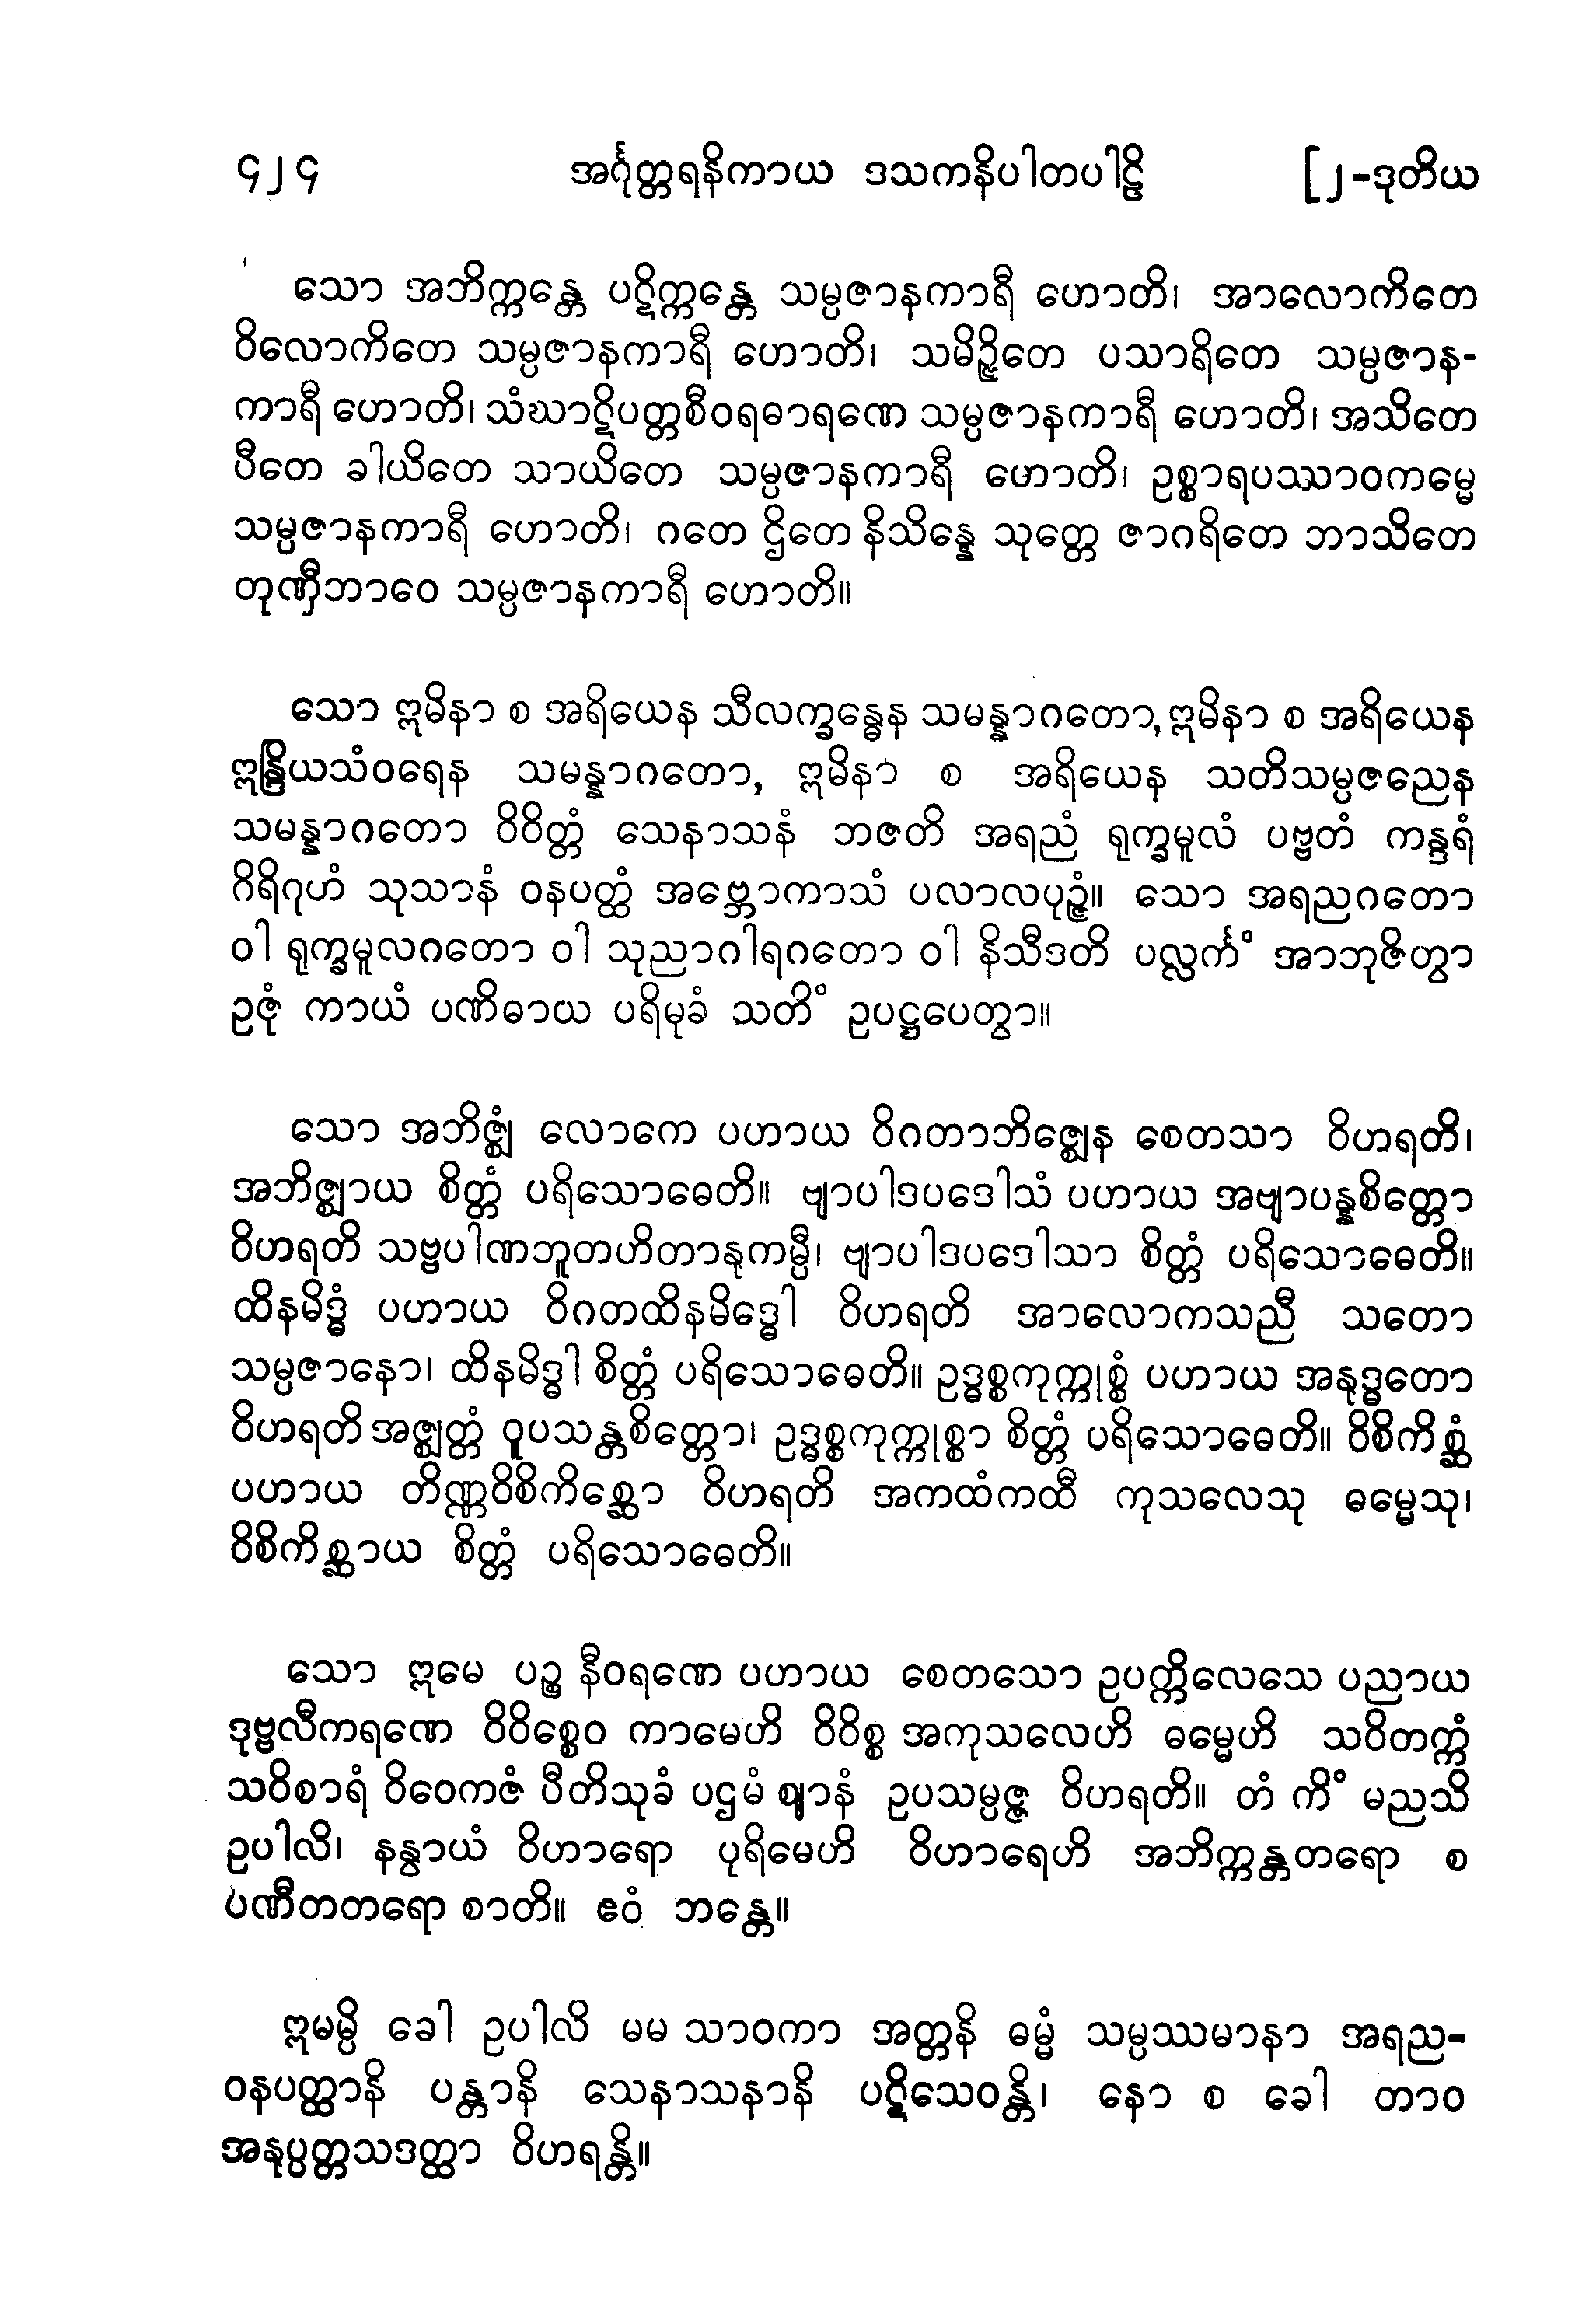 ၄၂၄ အင်္ဂုတ္တရနိကာယ ဒသကနိပါတပါဠိ [၂-ဒုတိယ
သော အဘိက္ကန္တေ ပဋိက္ကန္တေ သမ္ပဇာနကာရီ ဟောတိ၊ အာလောကိတေ
ဝိလောကိတေ သမ္ပဇာနကာရီ ဟောတိ၊ သမိဉ္ဇိတေ ပသာရိတေ သမ္ပဇာန-
ကာရီ ဟောတိ၊ သံဃာဋိပတ္တစီဝရဓာရဏေ သမ္ပဇာနကာရီ ဟောတိ၊ အသိတေ
ပီတေ ခါယိတေ သာယိတေ သမ္ပဇာနကာရီ ဟောတိ၊ ဥစ္စာရပဿာဝကမ္မေ
သမ္ပဇာနကာရီ ဟောတိ၊ ဂတေ ဌိတေ နိသိန္နေ သုတ္တေ ဇာဂရိတေ ဘာသိတေ
တုဏှီဘာဝေ သမ္ပဇာနကာရီ ဟောတိ။
သော ဣမိနာ စ အရိယေန သီလက္ခန္ဓေန သမန္နာဂတော, ဣမိနာ စ အရိယေန
ဣန္ဒြိယသံဝရေန သမန္နာဂတော, ဣမိနာ စ အရိယေန သတိသမ္ပဇညေန
သမန္နာဂတော ဝိဝိတ္တံ သေနာသနံ ဘဇတိ အရညံ ရုက္ခမူလံ ပဗ္ဗတံ ကန္ဒရံ
ဂိရိဂုဟံ သုသာနံ ဝနပတ္ထံ အဗ္ဘောကာသံ ပလာလပုဉ္ဇံ။ သော အရညဂတော
ဝါ ရုက္ခမူလဂတော ဝါ သုညာဂါရဂတော ဝါ နိသီဒတိ ပလ္လင်္ကံ အာဘုဇိတွာ
ဥဇုံ ကာယံ ပဏိဓာယ ပရိမုခံ သတိံ ဥပဋ္ဌပေတွာ။
သော အဘိဇ္ဈံ လောကေ ပဟာယ ဝိဂတာဘိဇ္ဈေန စေတသာ ဝိဟရတိ၊
အဘိဇ္ဈာယ စိတ္တံ ပရိသောဓေတိ။ ဗျာပါဒပဒေါသံ ပဟာယ အဗျာပန္နစိတ္တော
ဝိဟရတိ သဗ္ဗပါဏဘူတဟိတာနုကမ္ပီ၊ ဗျာပါဒပဒေါသာ စိတ္တံ ပရိသောဓေတိ။
ထိနမိဒ္ဓံ ပဟာယ ဝိဂတထိနမိဒ္ဓေါ ဝိဟရတိ အာလောကသညီ သတော
သမ္ပဇာနော၊ ထိနမိဒ္ဓါ စိတ္တံ ပရိသောဓေတိ။ ဥဒ္ဓစ္စကုက္ကုစ္စံ ပဟာယ အနုဒ္ဓတော
ဝိဟရတိ အဇ္ဈတ္တံ ဝူပသန္တစိတ္တော၊ ဥဒ္ဓစ္စကုက္ကုစ္စာ စိတ္တံ ပရိသောဓေတိ။ ဝိစိကိစ္ဆံ
ပဟာယ တိဏ္ဏဝိစိကိစ္ဆော ဝိဟရတိ အကထံကထီ ကုသလေသု ဓမ္မေသု၊
ဝိစိကိစ္ဆာယ စိတ္တံ ပရိသောဓေတိ။
သော ဣမေ ပဉ္စ နီဝရဏေ ပဟာယ စေတသော ဥပက္ကိလေသေ ပညာယ
ဒုဗ္ဗလီကရဏေ ဝိဝိစ္စေဝ ကာမေဟိ ဝိဝိစ္စ အကုသလေဟိ ဓမ္မေဟိ သဝိတက္ကံ
သဝိစာရံ ဝိဝေကဇံ ပီတိသုခံ ပဌမံ ဈာနံ ဥပသမ္ပဇ္ဇ ဝိဟရတိ။ တံ ကိံ မညသိ
ဥပါလိ၊ နနွာယံ ဝိဟာရော ပုရိမေဟိ ဝိဟာရေဟိ အဘိက္ကန္တတရော စ
ပဏီတတရော စာတိ။ ဧဝံ ဘန္တေ။
ဣမမ္ပိ ခေါ ဥပါလိ မမ သာဝကာ အတ္တနိ ဓမ္မံ သမ္ပဿမာနာ အရည-
ဝနပတ္ထာနိ ပန္တာနိ သေနာသနာနိ ပဋိသေဝန္တိ၊ နော စ ခေါ တာဝ
အနုပ္ပတ္တသဒတ္ထာ ဝိဟရန္တိ။